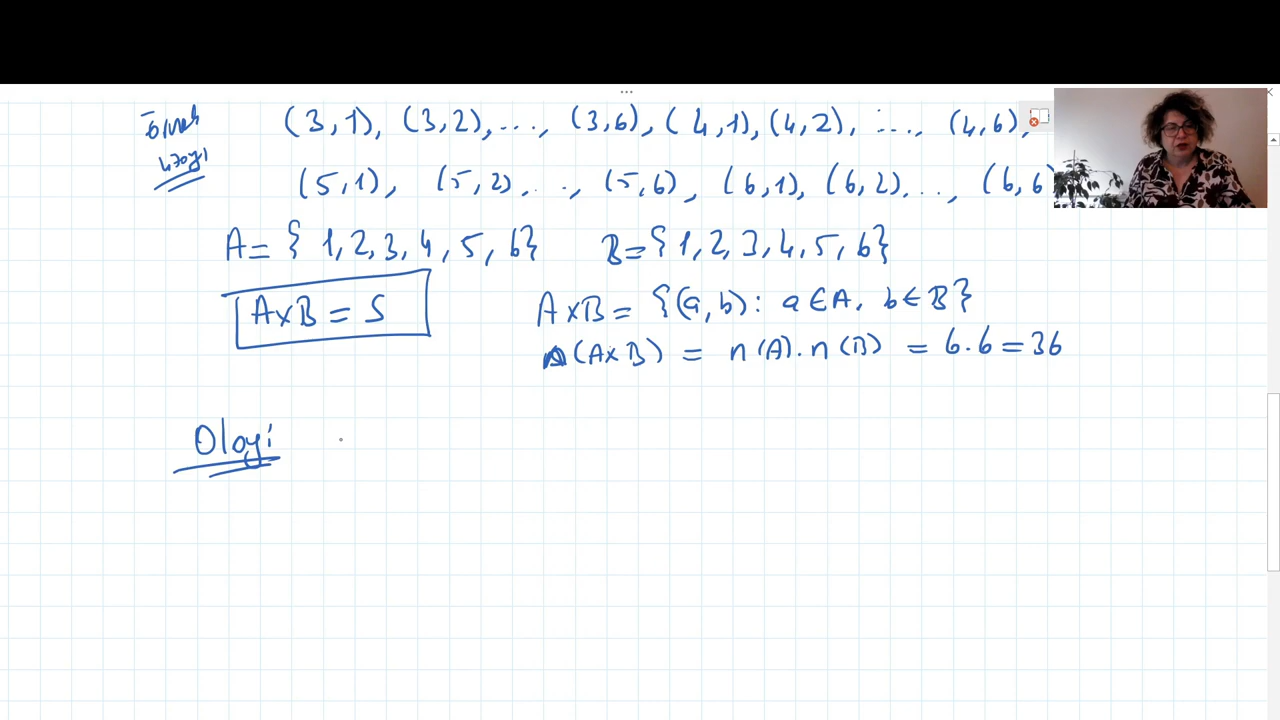 Örnek (3,1), (3,2), ..., (3,6), (4,1), (4,2), ..., (4,6),
uzayı (5,1), (5,2), ..., (5,6), (6,1), (6,2), ..., (6,6)
A = { 1, 2, 3, 4, 5, 6} B = { 1, 2, 3, 4, 5, 6}
A×B = S A×B = {(a, b): a ∈ A, b ∈ B}
n(A×B) = n(A). n(B) = 6.6 = 36
Olay: